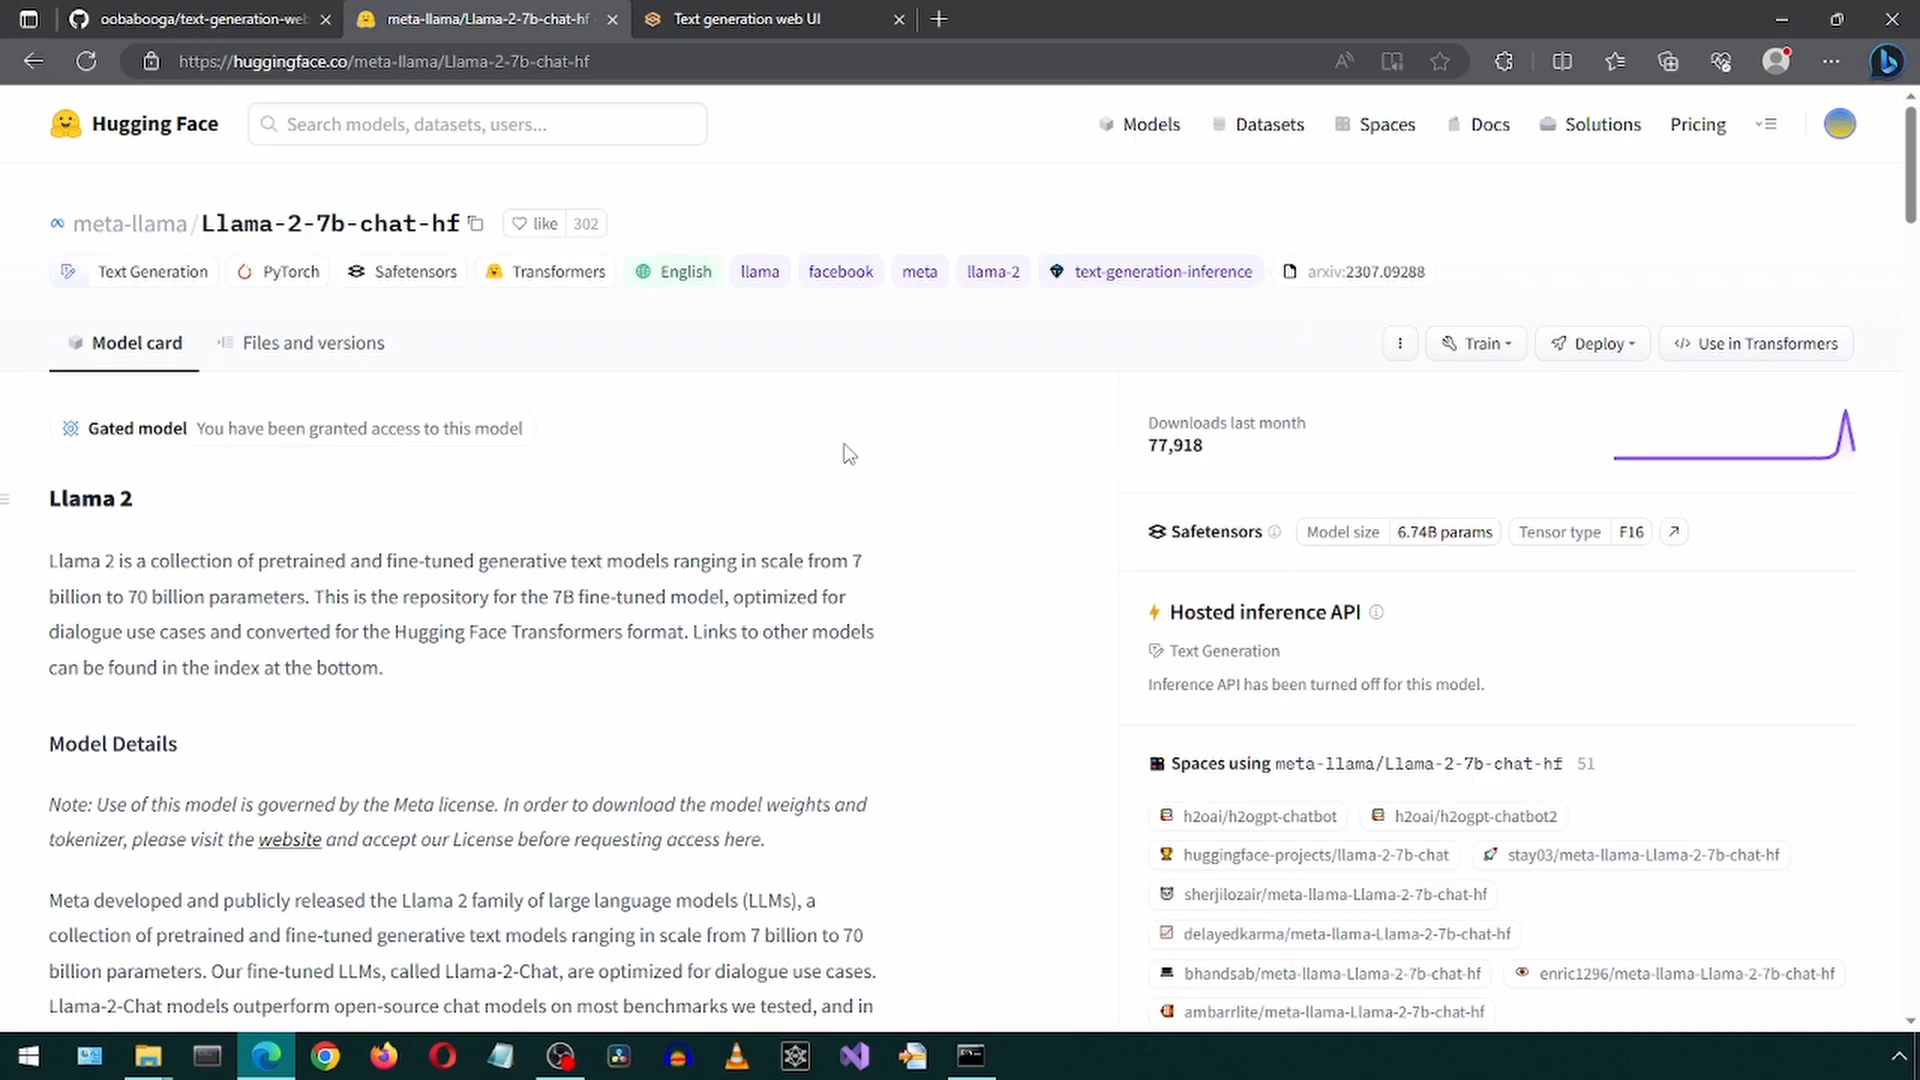 oobabooga/text-generation-web
meta-llama/Llama-2-7b-chat-hf
Text generation web UI
https://huggingface.co/meta-llama/Llama-2-7b-chat-hf
Hugging Face
Search models, datasets, users...
Models
Datasets
Spaces
Docs
Solutions
Pricing
meta-llama/Llama-2-7b-chat-hf
like 302
Text Generation
PyTorch
Safetensors
Transformers
English
llama
facebook
meta
llama-2
text-generation-inference
arxiv:2307.09288
Model card
Files and versions
Train
Deploy
</> Use in Transformers
Gated model You have been granted access to this model
Llama 2
Llama 2 is a collection of pretrained and fine-tuned generative text models ranging in scale from 7
billion to 70 billion parameters. This is the repository for the 7B fine-tuned model, optimized for
dialogue use cases and converted for the Hugging Face Transformers format. Links to other models
can be found in the index at the bottom.
Model Details
Note: Use of this model is governed by the Meta license. In order to download the model weights and
tokenizer, please visit the website and accept our License before requesting access here.
Meta developed and publicly released the Llama 2 family of large language models (LLMs), a
collection of pretrained and fine-tuned generative text models ranging in scale from 7 billion to 70
billion parameters. Our fine-tuned LLMs, called Llama-2-Chat, are optimized for dialogue use cases.
Llama-2-Chat models outperform open-source chat models on most benchmarks we tested, and in
Downloads last month
77,918
Safetensors
Model size 6.74B params
Tensor type F16
Hosted inference API
Text Generation
Inference API has been turned off for this model.
Spaces using meta-llama/Llama-2-7b-chat-hf 51
h2oai/h2ogpt-chatbot
h2oai/h2ogpt-chatbot2
huggingface-projects/llama-2-7b-chat
stay03/meta-llama-Llama-2-7b-chat-hf
sherjilozair/meta-llama-Llama-2-7b-chat-hf
delayedkarma/meta-llama-Llama-2-7b-chat-hf
bhandsab/meta-llama-Llama-2-7b-chat-hf
enric1296/meta-llama-Llama-2-7b-chat-hf
ambarrlite/meta-llama-Llama-2-7b-chat-hf